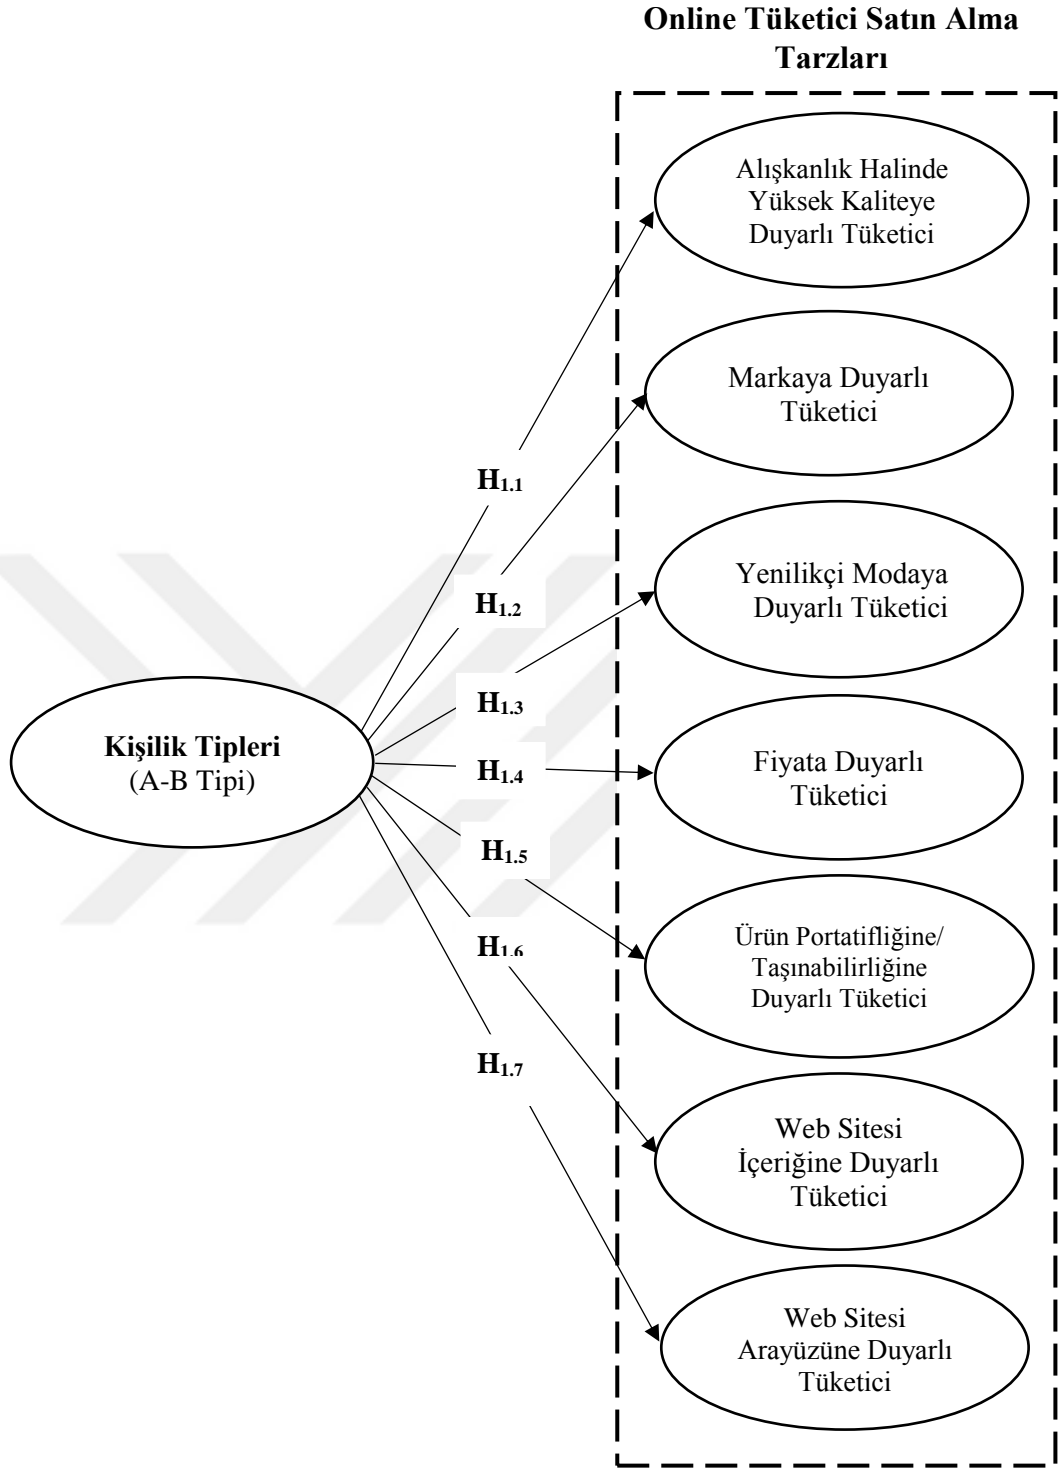 Online Tüketici Satın Alma
Tarzları
Alışkanlık Halinde
Yüksek Kaliteye
Duyarlı Tüketici
Markaya Duyarlı
Tüketici
Yenilikçi Modaya
Duyarlı Tüketici
Fiyata Duyarlı
Tüketici
Ürün Portatifliğine/
Taşınabilirliğine
Duyarlı Tüketici
Web Sitesi
İçeriğine Duyarlı
Tüketici
Web Sitesi
Arayüzüne Duyarlı
Tüketici
H1.1
H1.2
H1.3
H1.4
H1.5
H1.6
H1.7
Kişilik Tipleri
(A-B Tipi)